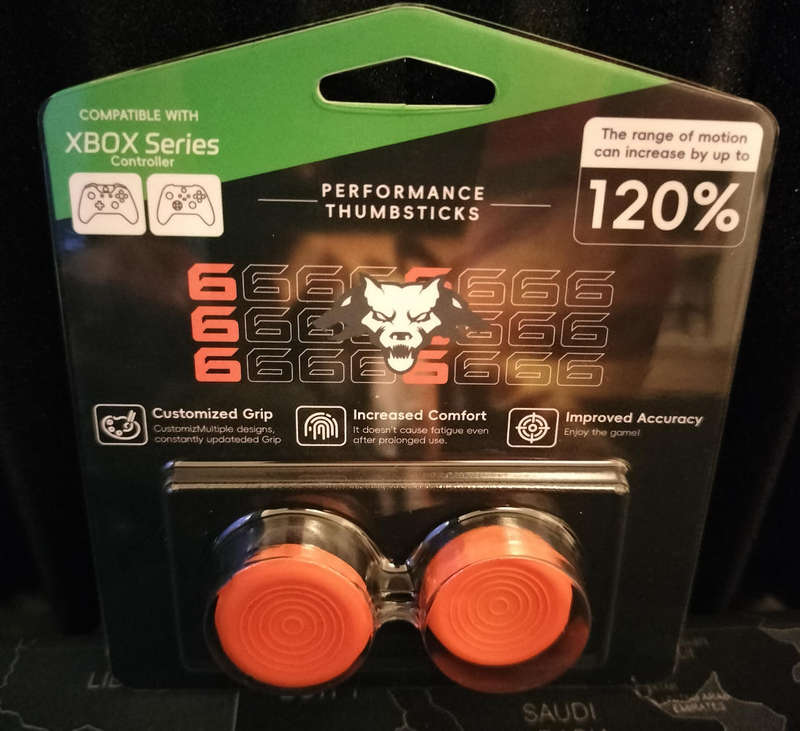 COMPATIBLE WITH
XBOX Series
Controller
The range of motion
can increase by up to
120%
PERFORMANCE
THUMBSTICKS
Customized Grip
CustomizMultiple designs,
constantly updateded Grip
Increased Comfort
It doesn't cause fatigue even
after prolonged use.
Improved Accuracy
Enjoy the game!
SAUDI